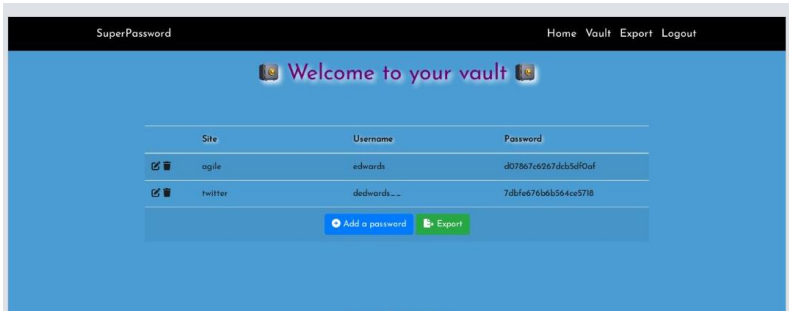 SuperPassword Home Vault Export Logout
Welcome to your vault
Site Username Password
agile edwards d07867c6267dcb5df0af
twitter dedwards__ 7dbfe676b6b564ce5718
Add a password Export